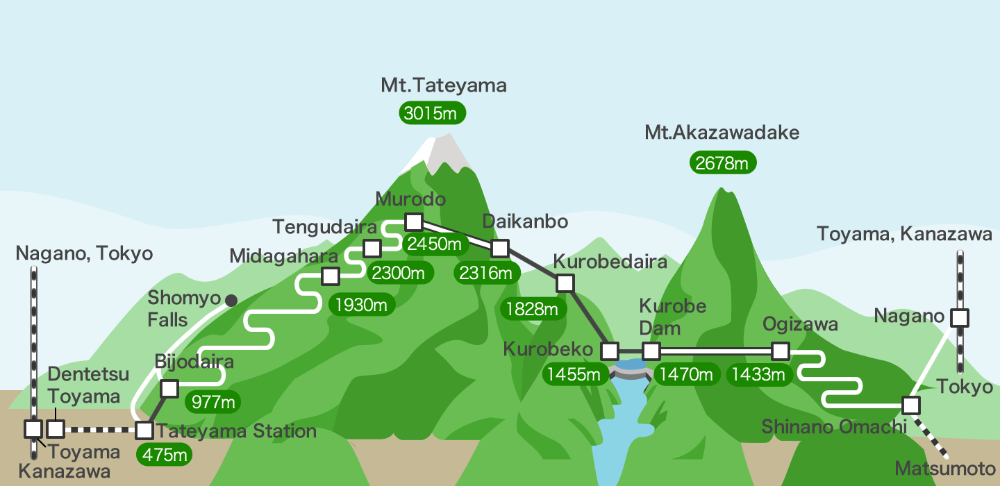 Mt.Tateyama
3015m
Mt.Akazawadake
2678m
Murodo
2450m
Tengudaira
2300m
Daikanbo
2316m
Midagahara
1930m
Kurobedaira
1828m
Toyama, Kanazawa
Nagano, Tokyo
Shomyo
Falls
Kurobe
Dam
1470m
Kurobeko
1455m
Ogizawa
1433m
Nagano
Tokyo
Bijodaira
977m
Dentetsu
Toyama
Tateyama Station
475m
Toyama
Kanazawa
Shinano Omachi
Matsumoto